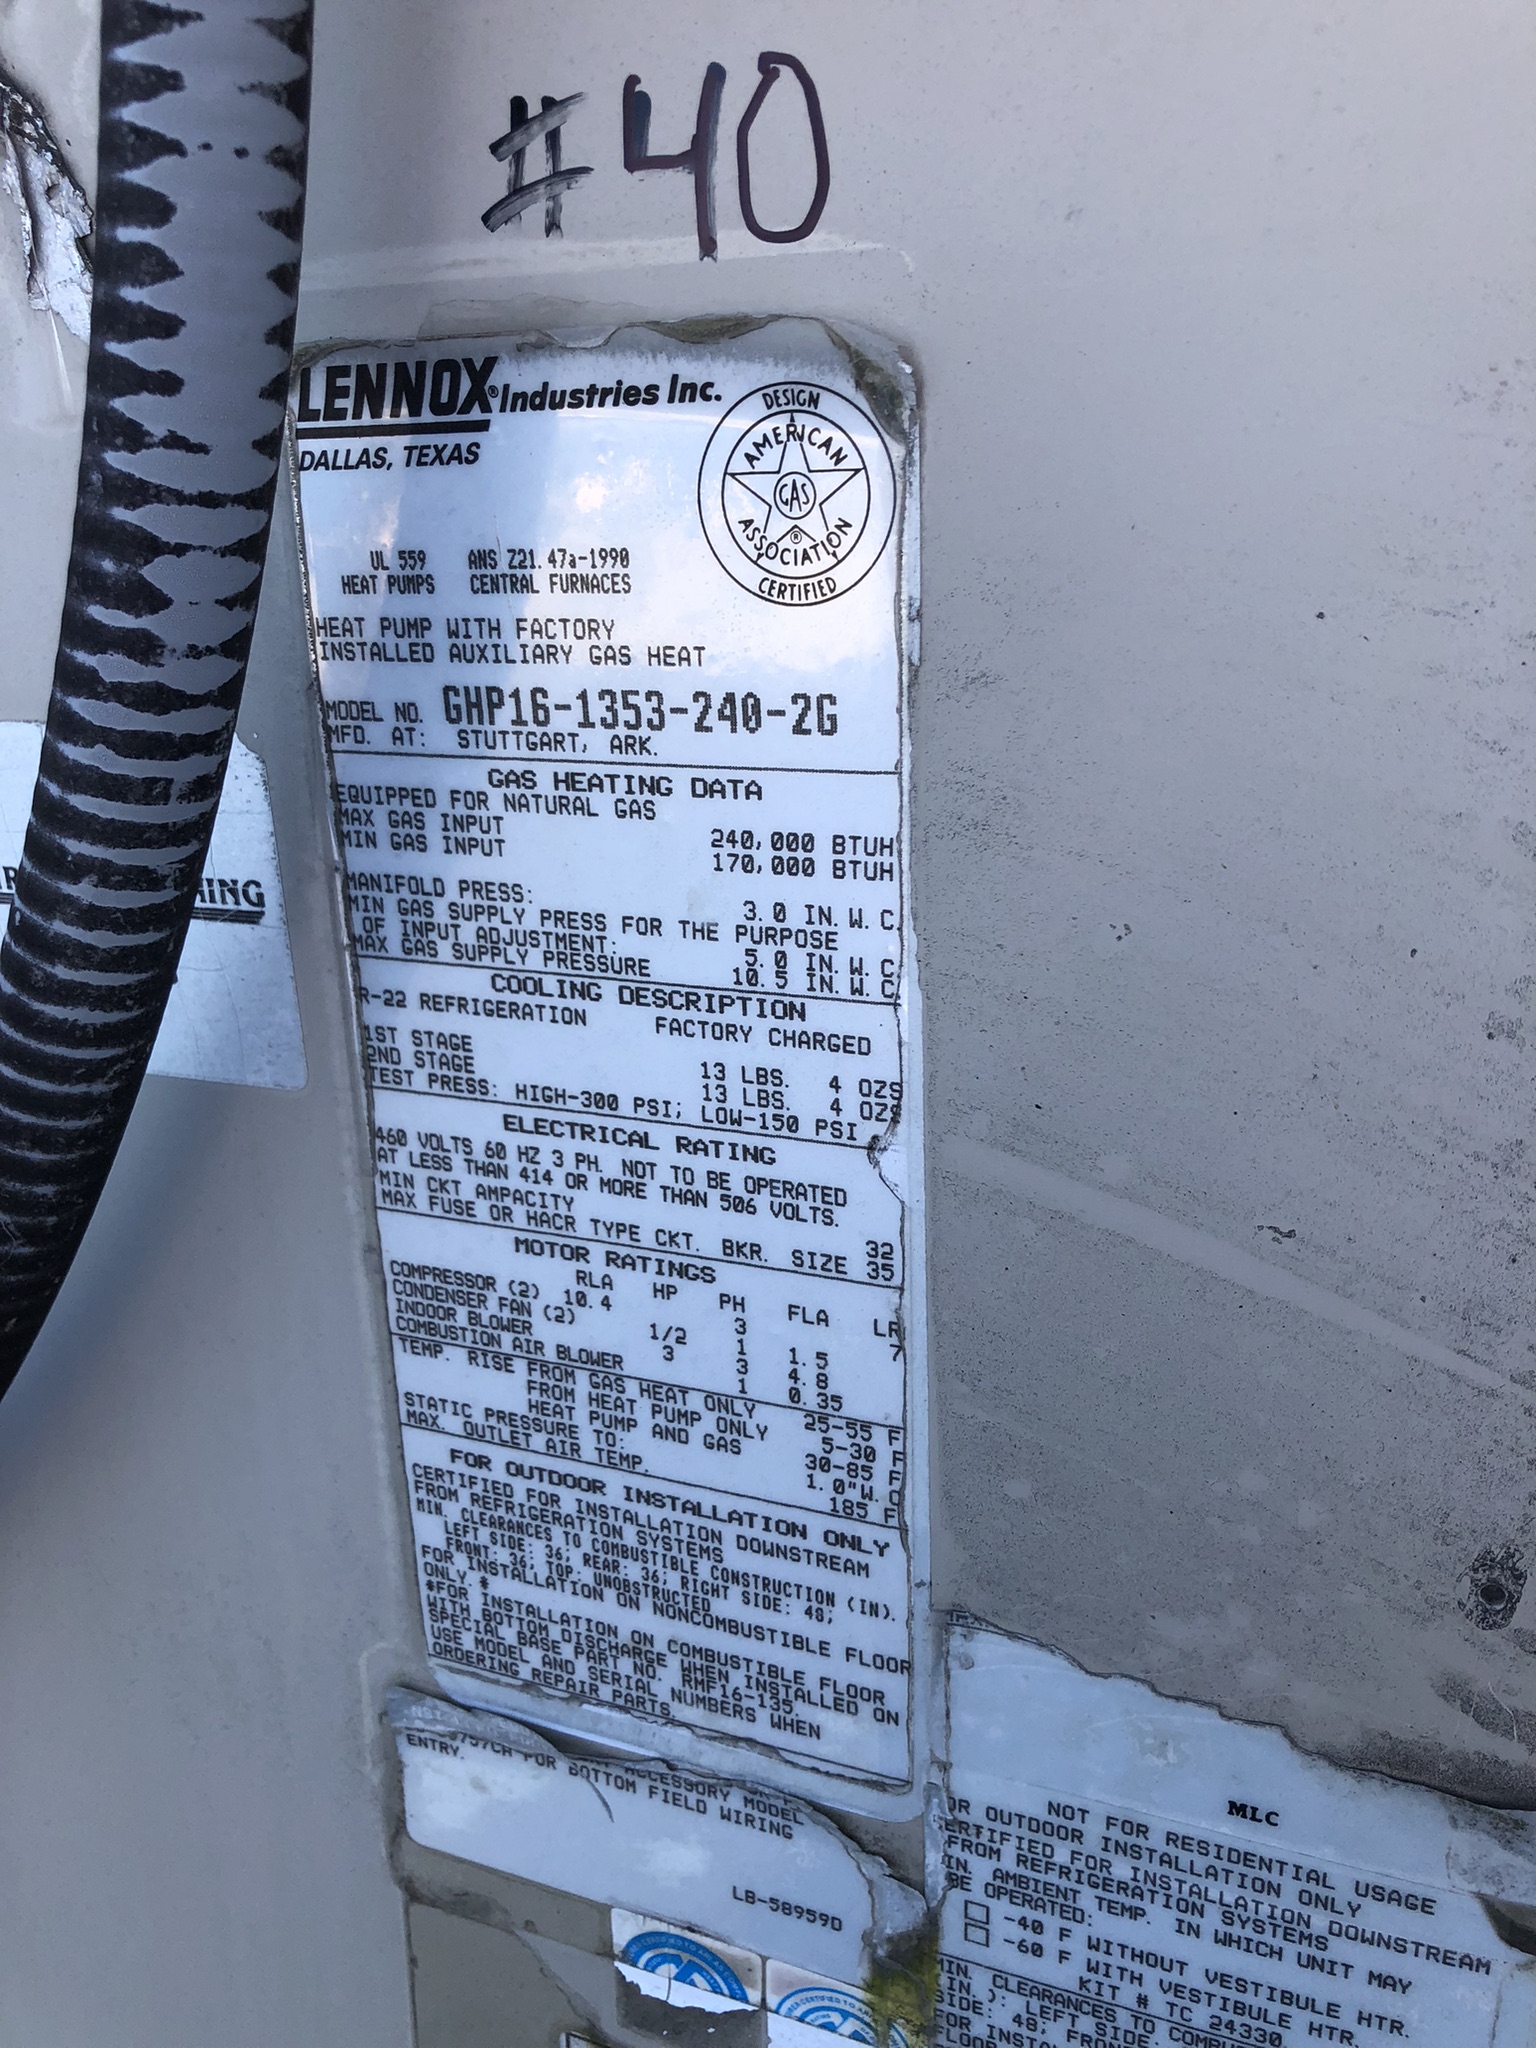 #40
LENNOX® Industries Inc.
DALLAS, TEXAS
DESIGN
AMERICAN
GAS
®
ASSOCIATION
CERTIFIED
UL 559 ANS Z21.47a-1990
HEAT PUMPS CENTRAL FURNACES
HEAT PUMP WITH FACTORY
INSTALLED AUXILIARY GAS HEAT
MODEL NO. GHP16-1353-240-2G
MFD. AT: STUTTGART, ARK.
GAS HEATING DATA
EQUIPPED FOR NATURAL GAS
MAX GAS INPUT 240,000 BTUH
MIN GAS INPUT 170,000 BTUH
MANIFOLD PRESS: 3.0 IN. W. C.
MIN GAS SUPPLY PRESS FOR THE PURPOSE
OF INPUT ADJUSTMENT: 5.0 IN. W. C.
MAX GAS SUPPLY PRESSURE 10.5 IN. W. C.
COOLING DESCRIPTION
R-22 REFRIGERATION FACTORY CHARGED
1ST STAGE 13 LBS. 4 OZS
2ND STAGE 13 LBS. 4 OZS
TEST PRESS: HIGH-300 PSI; LOW-150 PSI
ELECTRICAL RATING
460 VOLTS 60 HZ 3 PH. NOT TO BE OPERATED
AT LESS THAN 414 OR MORE THAN 506 VOLTS.
MIN CKT AMPACITY 32
MAX FUSE OR HACR TYPE CKT. BKR. SIZE 35
MOTOR RATINGS
RLA HP PH FLA LR
COMPRESSOR (2) 10.4 3 7
CONDENSER FAN (2) 1/2 1 1.5
INDOOR BLOWER 3 3 4.8
COMBUSTION AIR BLOWER 1 0.35
TEMP. RISE FROM GAS HEAT ONLY 25-55 F
FROM HEAT PUMP ONLY 5-30 F
HEAT PUMP AND GAS 30-85 F
STATIC PRESSURE TO: 1.0"W. C
MAX. OUTLET AIR TEMP. 185 F
FOR OUTDOOR INSTALLATION ONLY
CERTIFIED FOR INSTALLATION DOWNSTREAM
FROM REFRIGERATION SYSTEMS
MIN. CLEARANCES TO COMBUSTIBLE CONSTRUCTION (IN).
LEFT SIDE: 36; REAR: 36; RIGHT SIDE: 48;
FRONT: 36; TOP: UNOBSTRUCTED
FOR INSTALLATION ON NONCOMBUSTIBLE FLOOR
ONLY.*
*FOR INSTALLATION ON COMBUSTIBLE FLOOR
WITH BOTTOM DISCHARGE WHEN INSTALLED ON
SPECIAL BASE PART NO. RMF16-135.
USE MODEL AND SERIAL NUMBERS WHEN
ORDERING REPAIR PARTS.
ACCESSORY MODEL
FOR BOTTOM FIELD WIRING
ENTRY.
LB-58959D
MLC
NOT FOR RESIDENTIAL USAGE
OR OUTDOOR INSTALLATION ONLY
ERTIFIED FOR INSTALLATION DOWNSTREAM
FROM REFRIGERATION SYSTEMS
IN. AMBIENT TEMP. IN WHICH UNIT MAY
BE OPERATED:
-40 F WITHOUT VESTIBULE HTR.
-60 F WITH VESTIBULE HTR.
KIT # TC 24330
MIN. CLEARANCES TO
IN.): LEFT SIDE.
SIDE: 48;
FOR
FLOOR